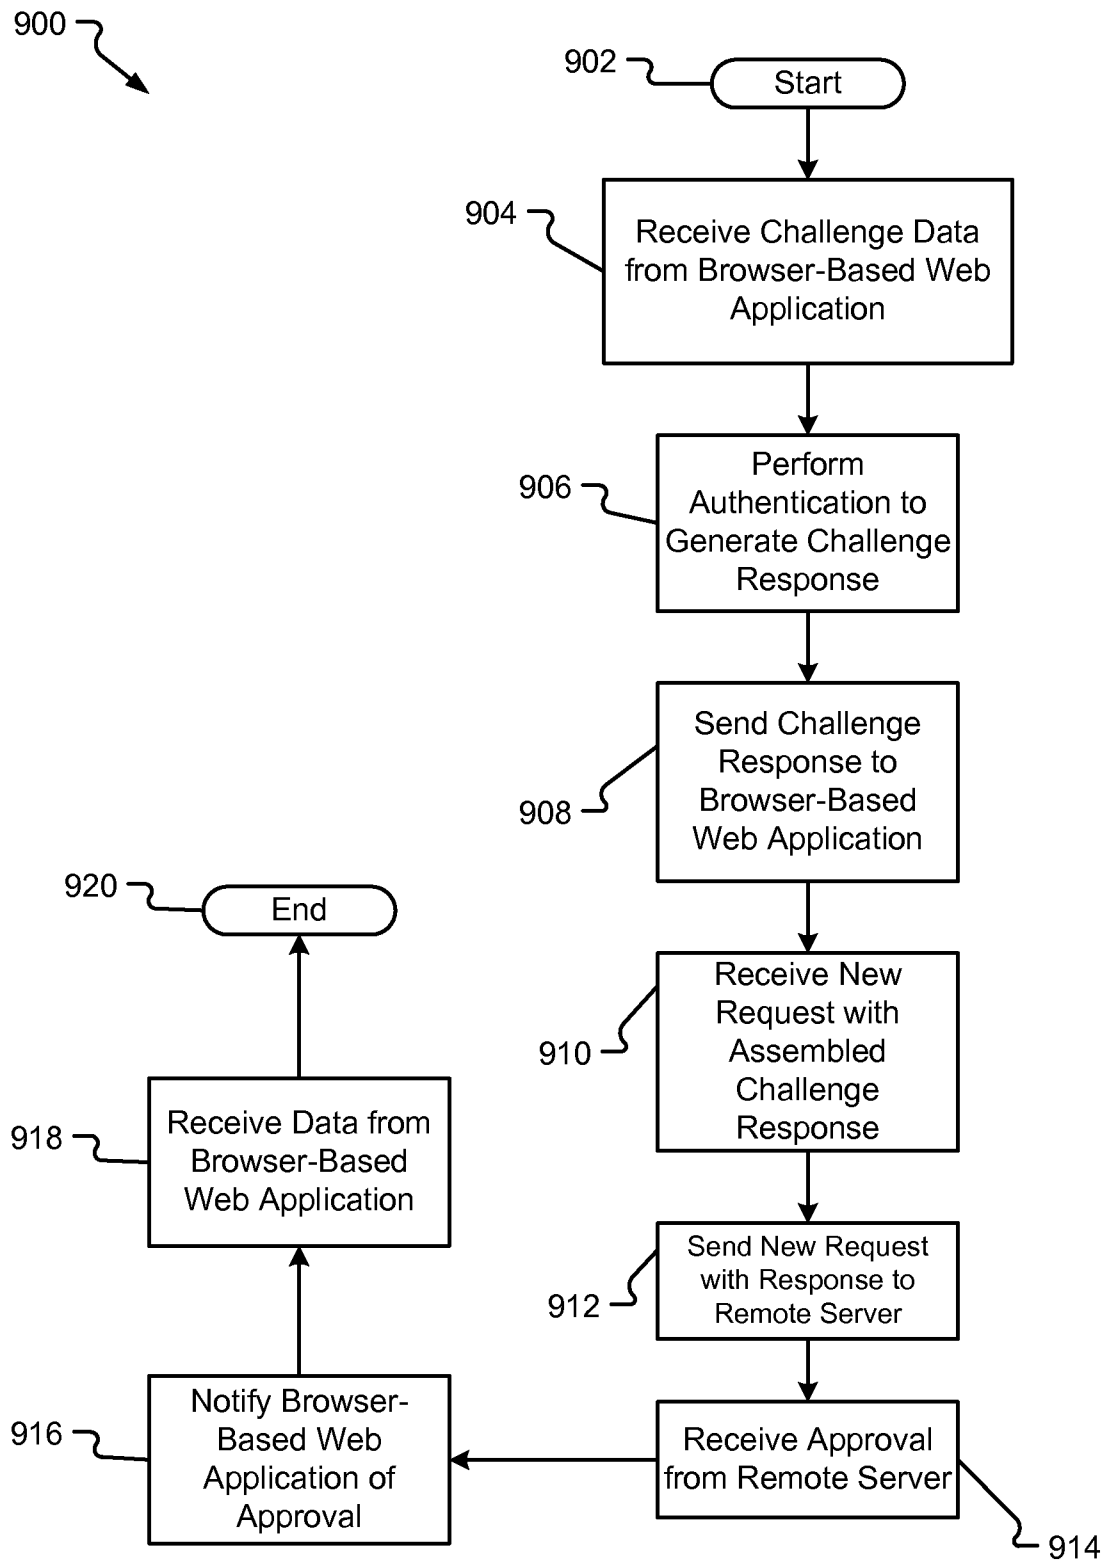 900
902
Start
904
Receive Challenge Data
from Browser-Based Web
Application
906
Perform
Authentication to
Generate Challenge
Response
908
Send Challenge
Response to
Browser-Based
Web Application
910
Receive New
Request with
Assembled
Challenge
Response
912
Send New Request
with Response to
Remote Server
914
Receive Approval
from Remote Server
916
Notify Browser-
Based Web
Application of
Approval
918
Receive Data from
Browser-Based
Web Application
920
End